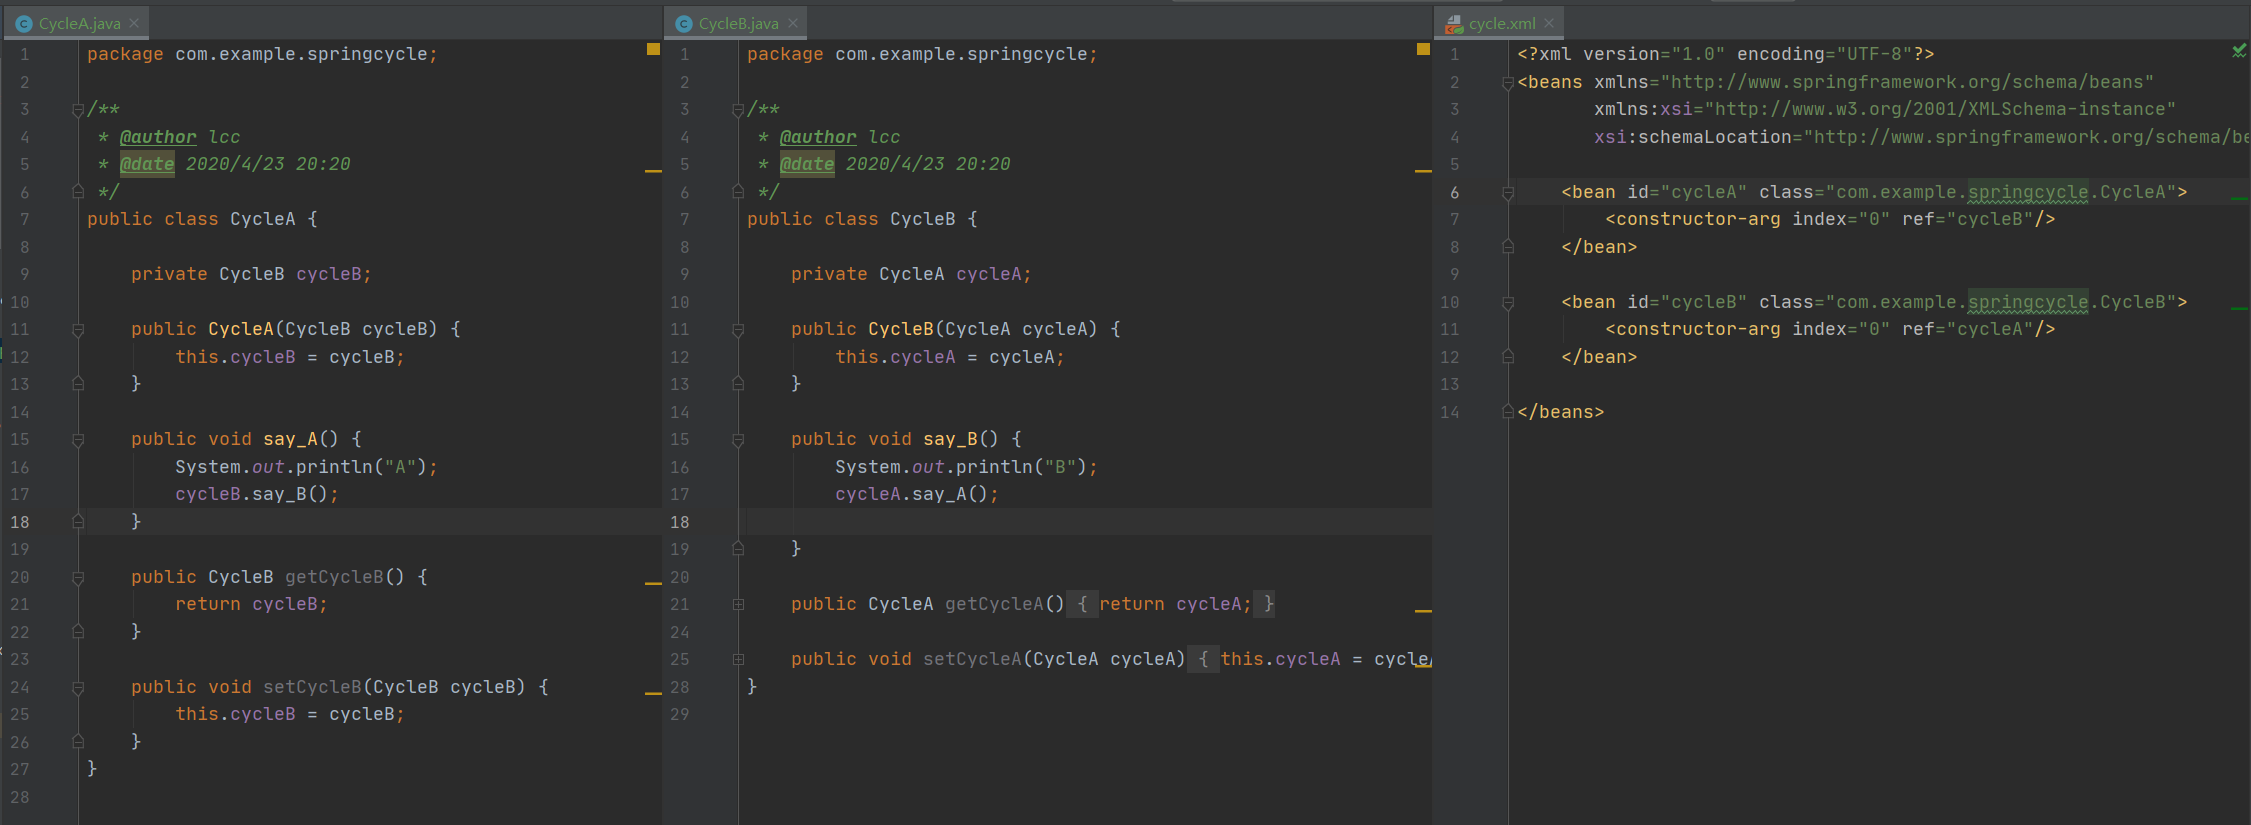 CycleA.java
1 package com.example.springcycle;
2
3 /**
4 * @author lcc
5 * @date 2020/4/23 20:20
6 */
7 public class CycleA {
8
9 private CycleB cycleB;
10
11 public CycleA(CycleB cycleB) {
12 this.cycleB = cycleB;
13 }
14
15 public void say_A() {
16 System.out.println("A");
17 cycleB.say_B();
18 }
19
20 public CycleB getCycleB() {
21 return cycleB;
22 }
23
24 public void setCycleB(CycleB cycleB) {
25 this.cycleB = cycleB;
26 }
27 }
28
CycleB.java
1 package com.example.springcycle;
2
3 /**
4 * @author lcc
5 * @date 2020/4/23 20:20
6 */
7 public class CycleB {
8
9 private CycleA cycleA;
10
11 public CycleB(CycleA cycleA) {
12 this.cycleA = cycleA;
13 }
14
15 public void say_B() {
16 System.out.println("B");
17 cycleA.say_A();
18
19 }
20
21 public CycleA getCycleA() { return cycleA; }
24
25 public void setCycleA(CycleA cycleA) { this.cycleA = cycleA
28 }
29
cycle.xml
1 <?xml version="1.0" encoding="UTF-8"?>
2 <beans xmlns="http://www.springframework.org/schema/beans"
3 xmlns:xsi="http://www.w3.org/2001/XMLSchema-instance"
4 xsi:schemaLocation="http://www.springframework.org/schema/be
5
6 <bean id="cycleA" class="com.example.springcycle.CycleA">
7 <constructor-arg index="0" ref="cycleB"/>
8 </bean>
9
10 <bean id="cycleB" class="com.example.springcycle.CycleB">
11 <constructor-arg index="0" ref="cycleA"/>
12 </bean>
13
14 </beans>